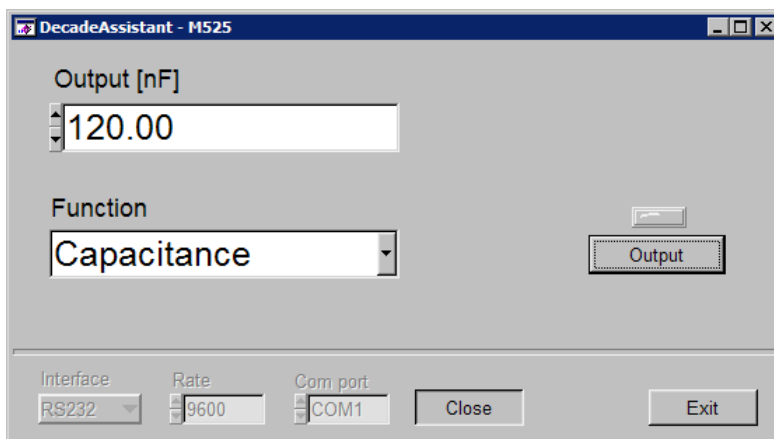 DecadeAssistant - M525
Output [nF]
120.00
Function
Capacitance
Output
Interface Rate Com port
RS232 9600 COM1 Close Exit